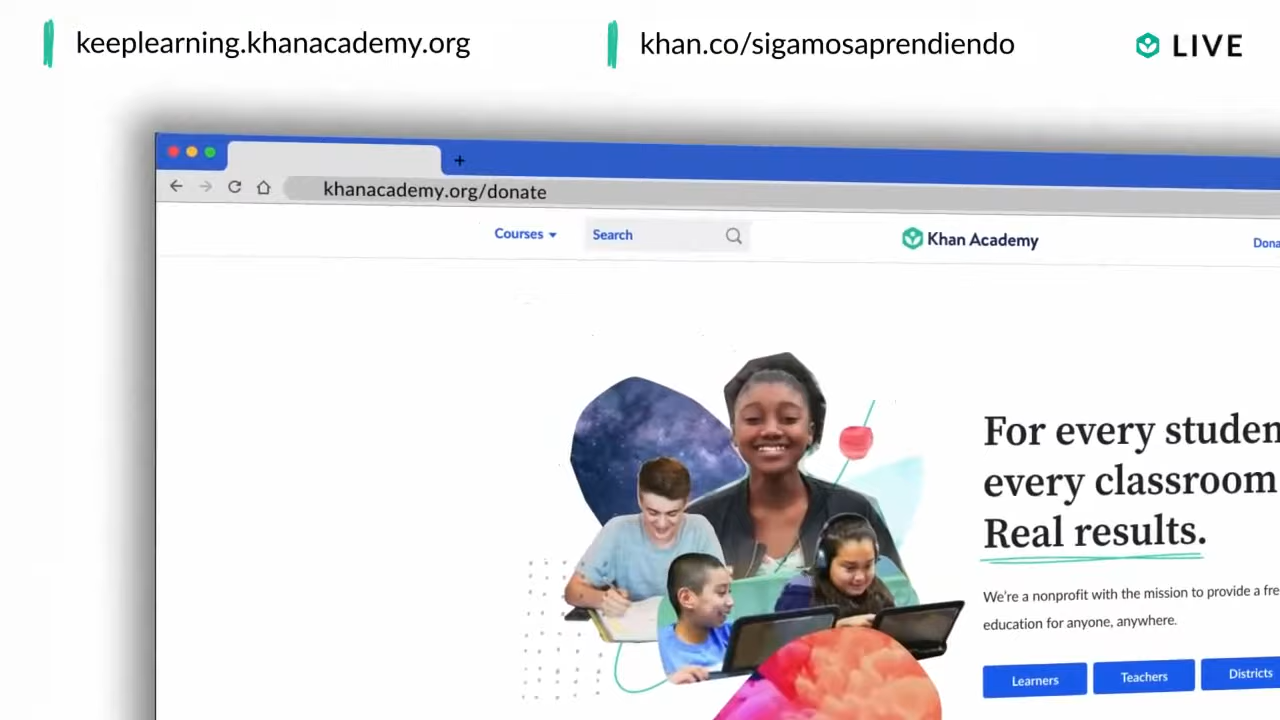 keeplearning.khanacademy.org
khan.co/sigamosaprendiendo
LIVE
khanacademy.org/donate
Courses
Search
Khan Academy
Dona
For every studen
every classroom
Real results.
We're a nonprofit with the mission to provide a fre
education for anyone, anywhere.
Learners
Teachers
Districts